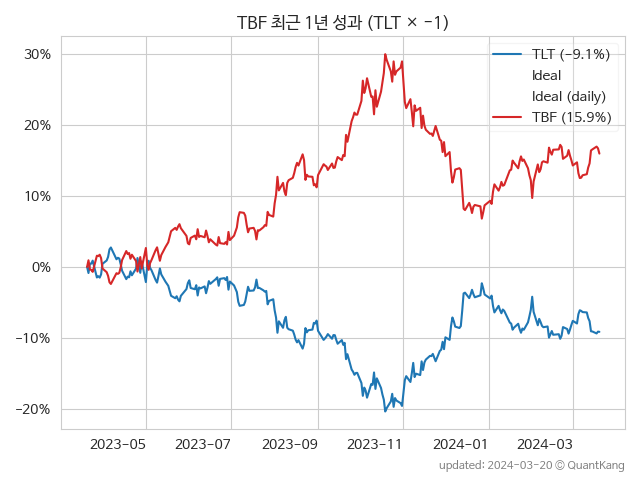 TBF 최근 1년 성과 (TLT × −1)
30%
20%
10%
0%
−10%
−20%
TLT (−9.1%)
Ideal
Ideal (daily)
TBF (15.9%)
2023−05
2023−07
2023−09
2023−11
2024−01
2024−03
updated: 2024-03-20 © QuantKang